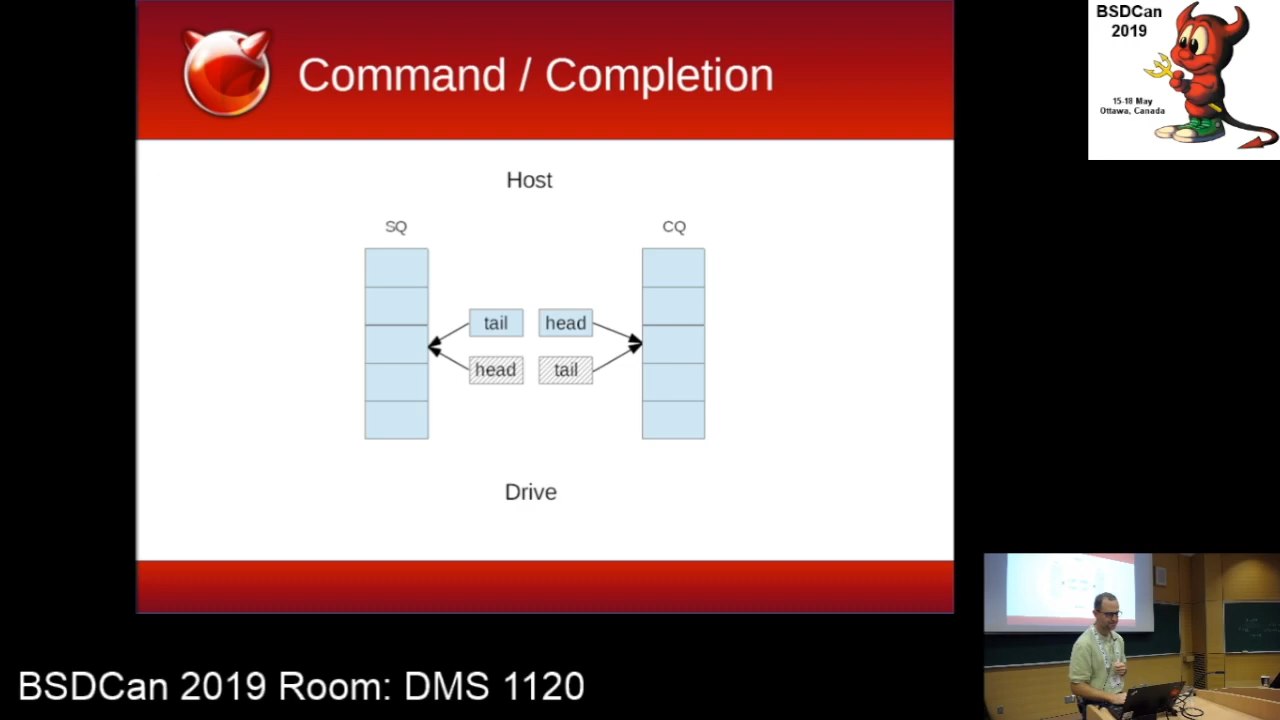 Command / Completion
Host
SQ
CQ
tail
head
head
tail
Drive
BSDCan
2019
15-18 May
Ottawa, Canada
BSDCan 2019 Room: DMS 1120